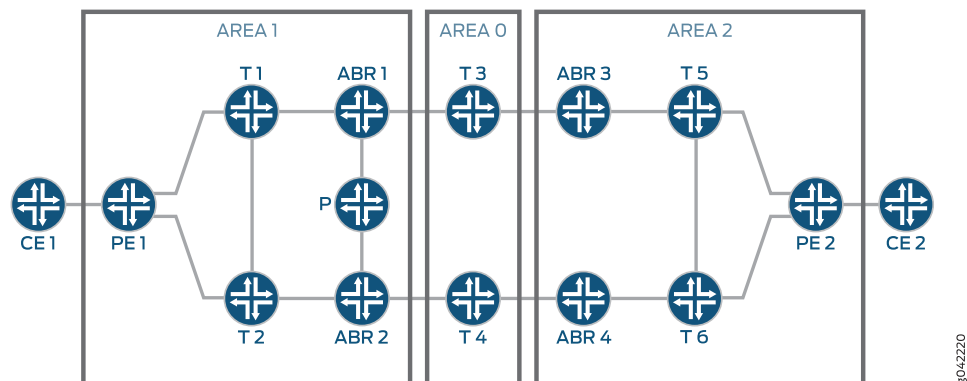 AREA 1
AREA 0
AREA 2
T 1
ABR 1
T 3
ABR 3
T 5
P
CE 1
PE 1
PE 2
CE 2
T 2
ABR 2
T 4
ABR 4
T 6